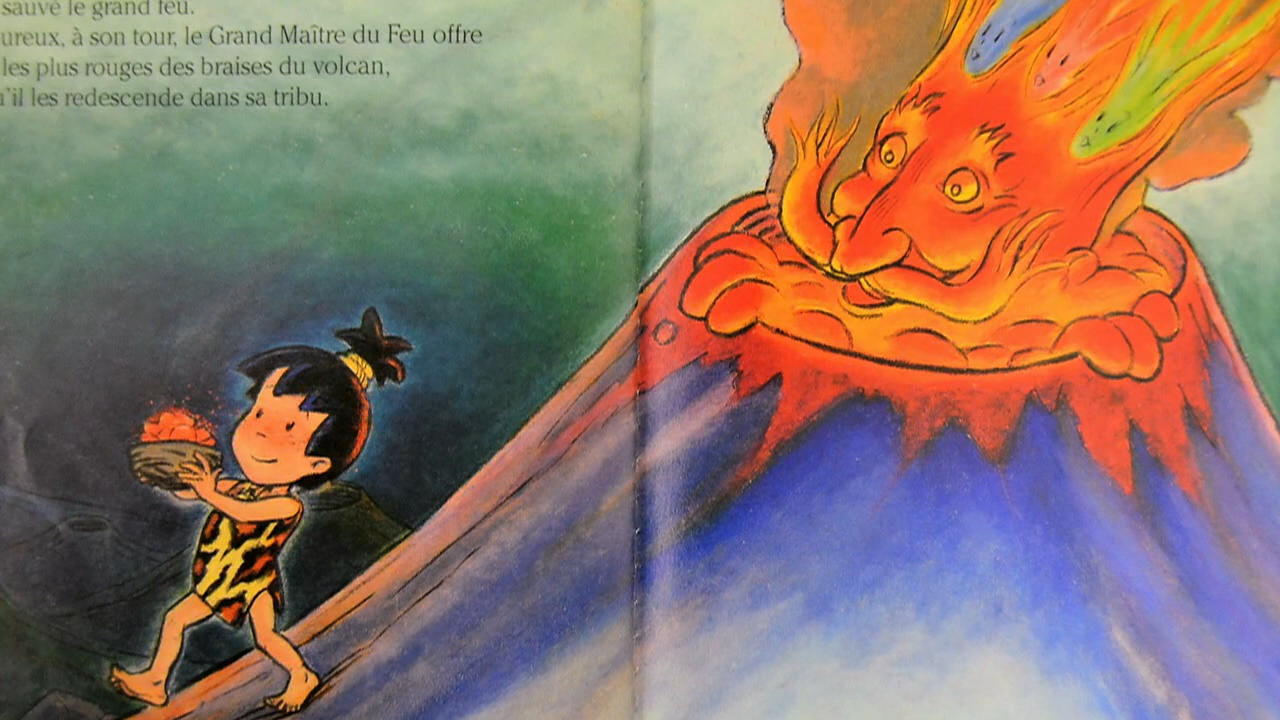 sauvé le grand feu.
ureux, à son tour, le Grand Maître du Feu offre
les plus rouges des braises du volcan,
'il les redescende dans sa tribu.